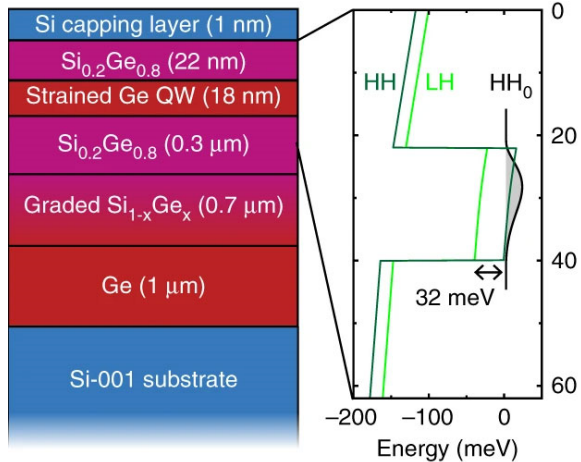 Si capping layer (1 nm)
Si₀.₂Ge₀.₈ (22 nm)
Strained Ge QW (18 nm)
Si₀.₂Ge₀.₈ (0.3 μm)
Graded Si₁₋ₓGeₓ (0.7 μm)
Ge (1 μm)
Si-001 substrate
HH
LH
HH₀
32 meV
0
20
40
60
−200
−100
0
Energy (meV)